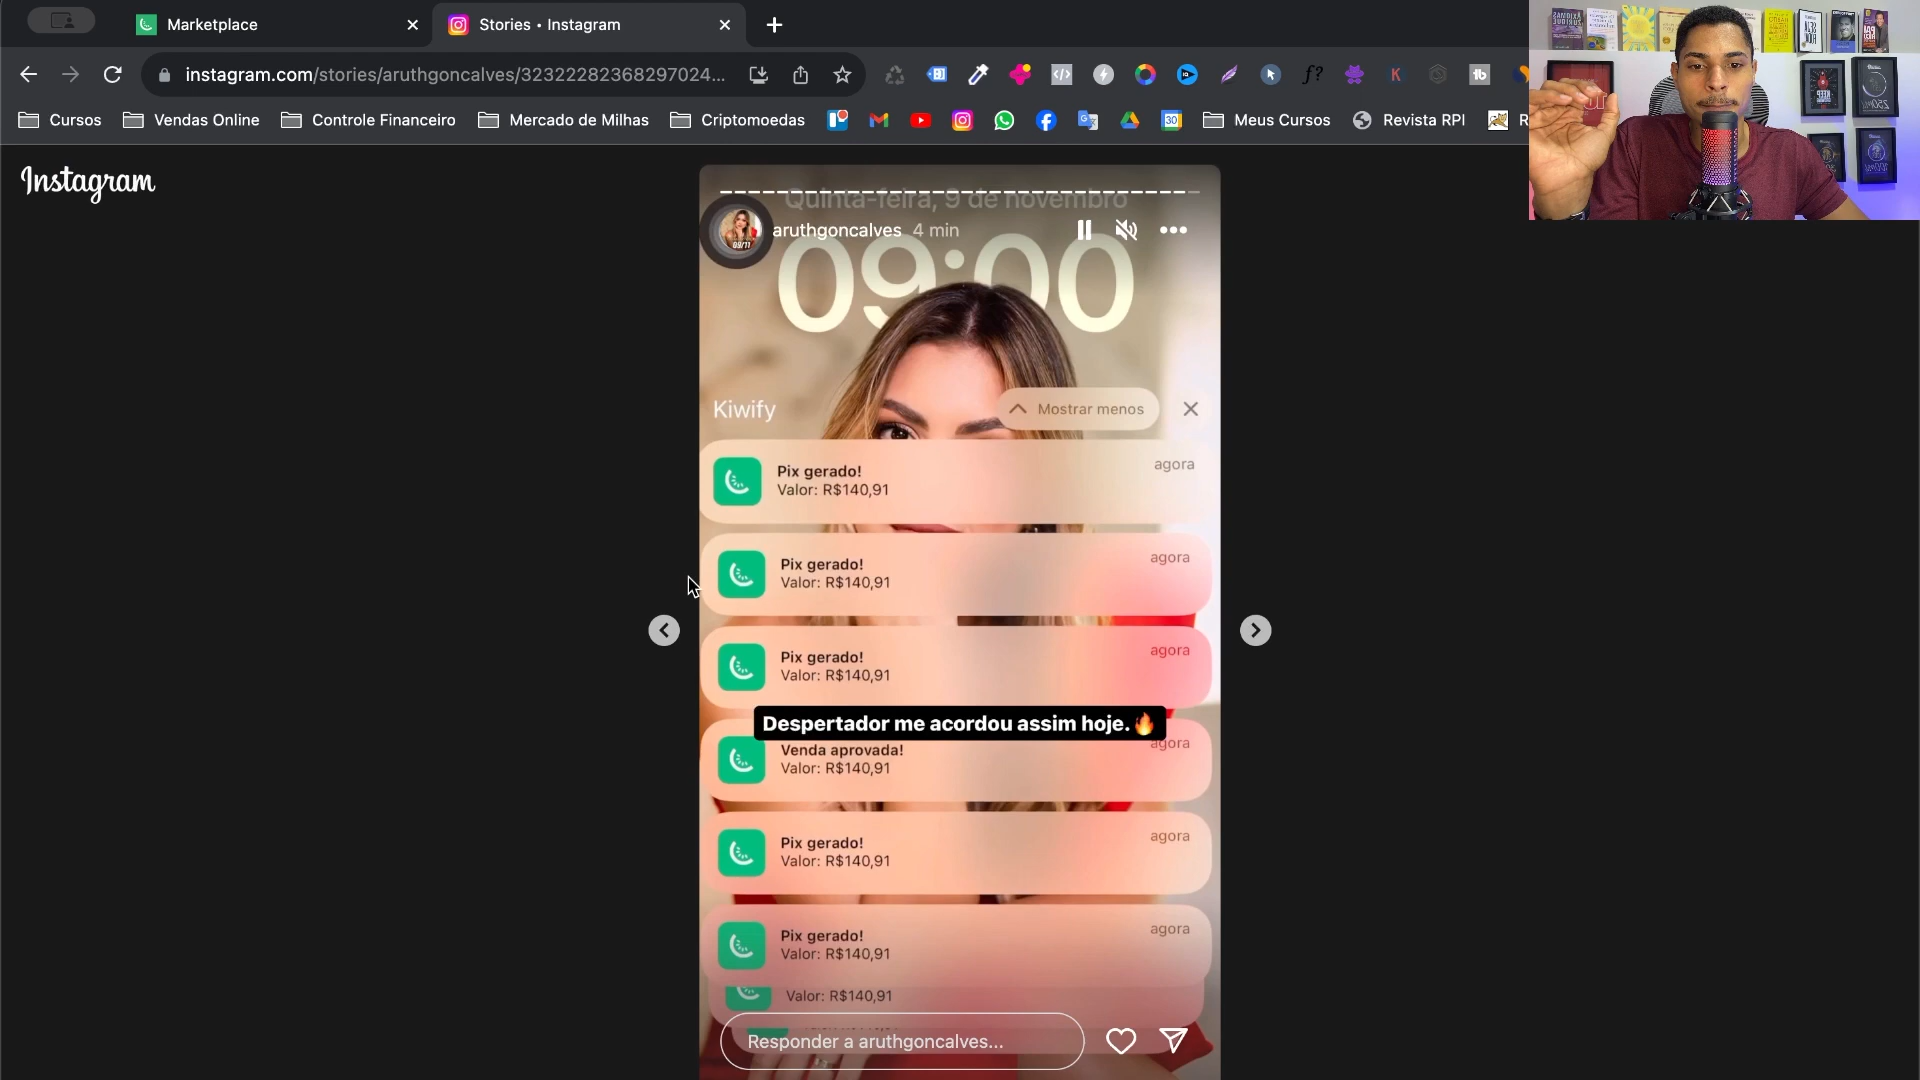 Marketplace
Stories • Instagram
instagram.com/stories/aruthgoncalves/32322282368297024...
Cursos
Vendas Online
Controle Financeiro
Mercado de Milhas
Criptomoedas
Meus Cursos
Revista RPI
R
Instagram
Quinta-feira, 9 de novembro
aruthgoncalves 4 min
09/11
09:00
Kiwify
Mostrar menos
Pix gerado!
agora
Valor: R$140,91
Pix gerado!
agora
Valor: R$140,91
Pix gerado!
agora
Valor: R$140,91
Despertador me acordou assim hoje.🔥
Venda aprovada!
agora
Valor: R$140,91
Pix gerado!
agora
Valor: R$140,91
Pix gerado!
agora
Valor: R$140,91
Valor: R$140,91
Responder a aruthgoncalves...